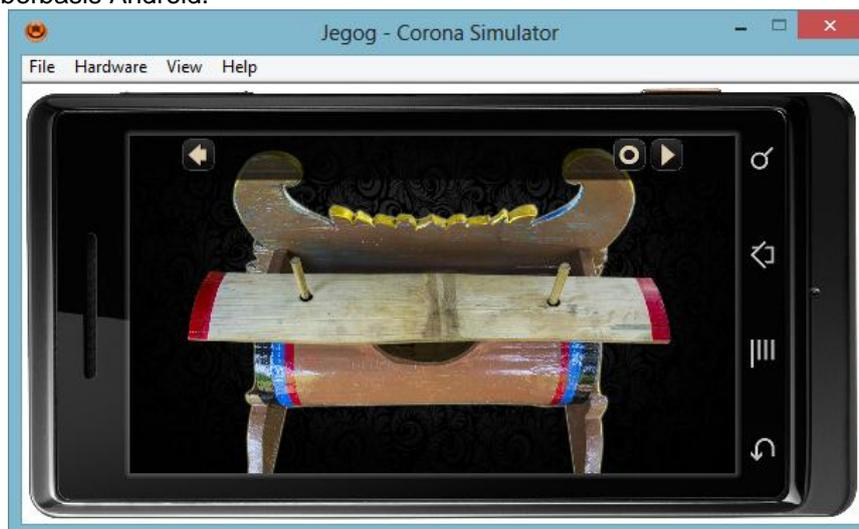 berbasis Android.
Jegog - Corona Simulator
File Hardware View Help